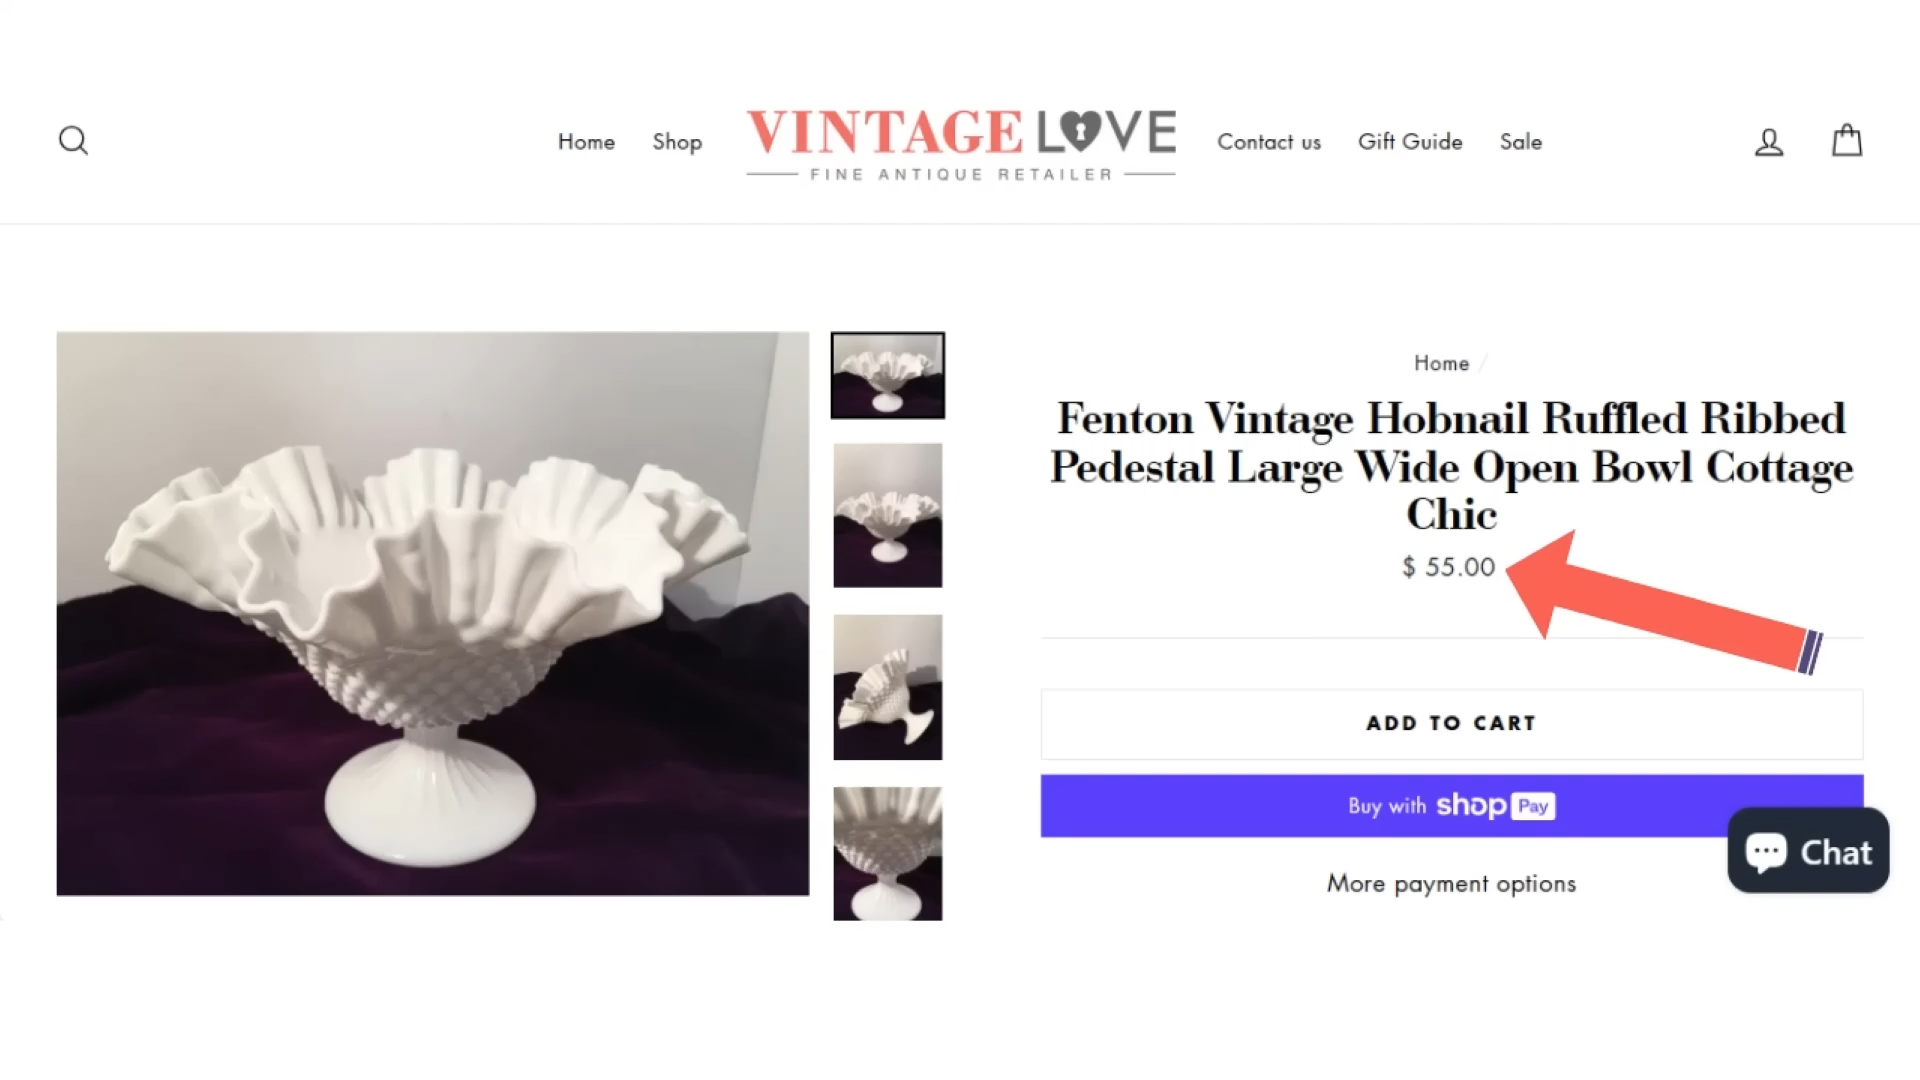 Home Shop VINTAGE LOVE Contact us Gift Guide Sale
FINE ANTIQUE RETAILER
Home /
Fenton Vintage Hobnail Ruffled Ribbed
Pedestal Large Wide Open Bowl Cottage
Chic
$ 55.00
ADD TO CART
Buy with shop Pay
Chat
More payment options